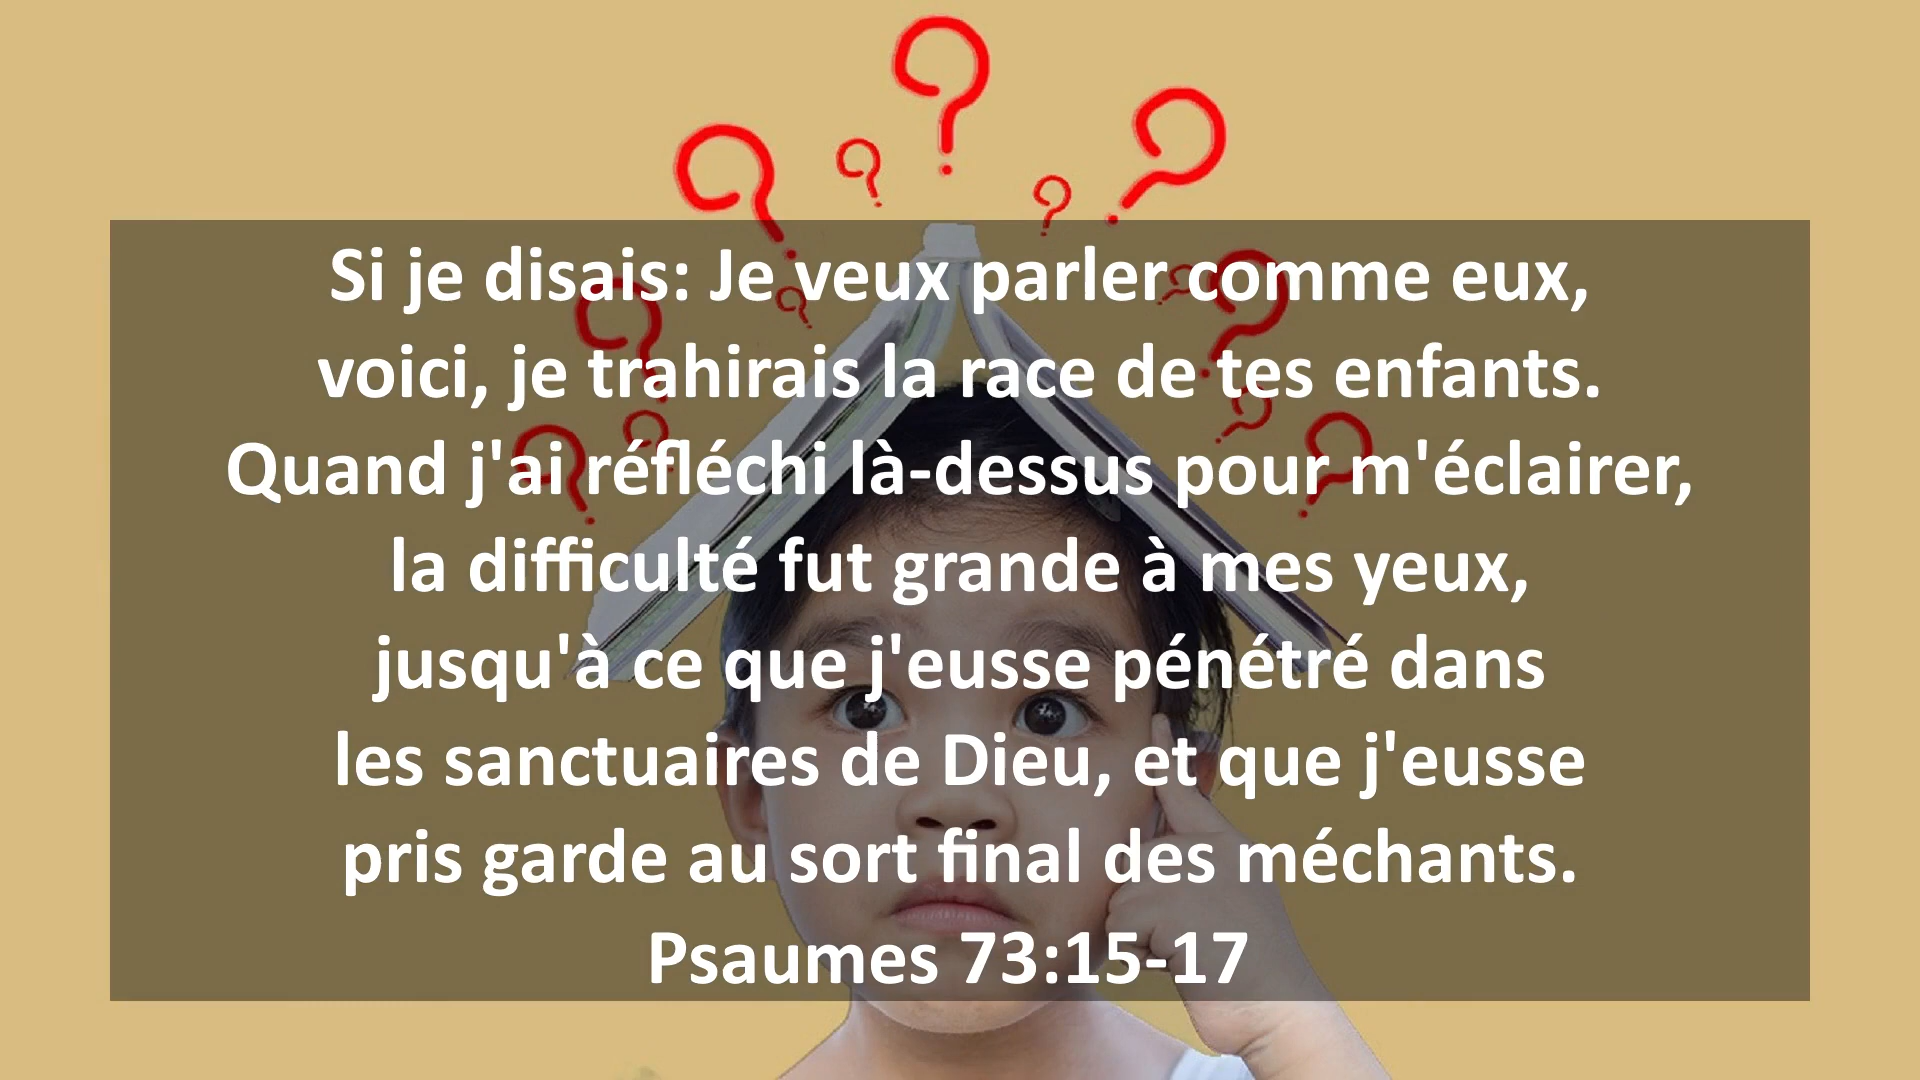 Si je disais: Je veux parler comme eux,
voici, je trahirais la race de tes enfants.
Quand j'ai réfléchi là-dessus pour m'éclairer,
la difficulté fut grande à mes yeux,
jusqu'à ce que j'eusse pénétré dans
les sanctuaires de Dieu, et que j'eusse
pris garde au sort final des méchants.
Psaumes 73:15-17